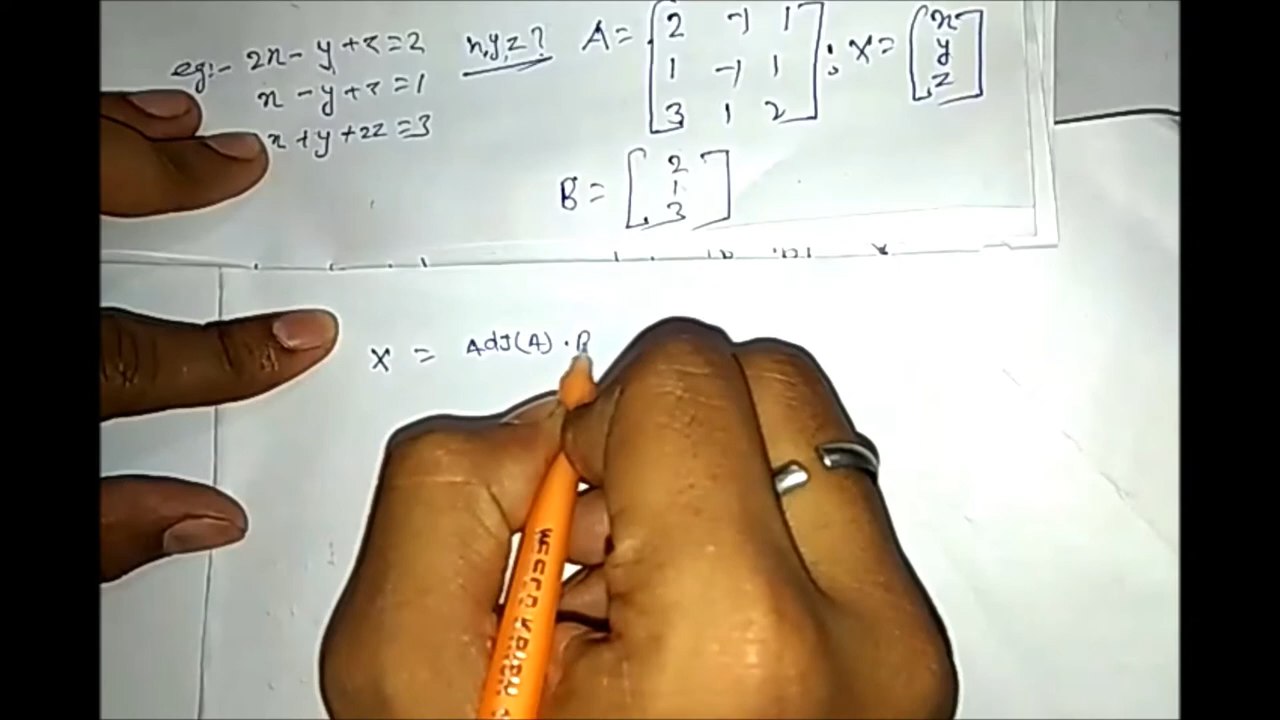 eg:- 2x - y + z = 2
x - y + z = 1
x + y + 2z = 3
x, y, z ?
A = [ 2 -1 1
1 -1 1
3 1 2 ] ; X = [ x
y
z ]
B = [ 2
1
3 ]
X = Adj(A) · B